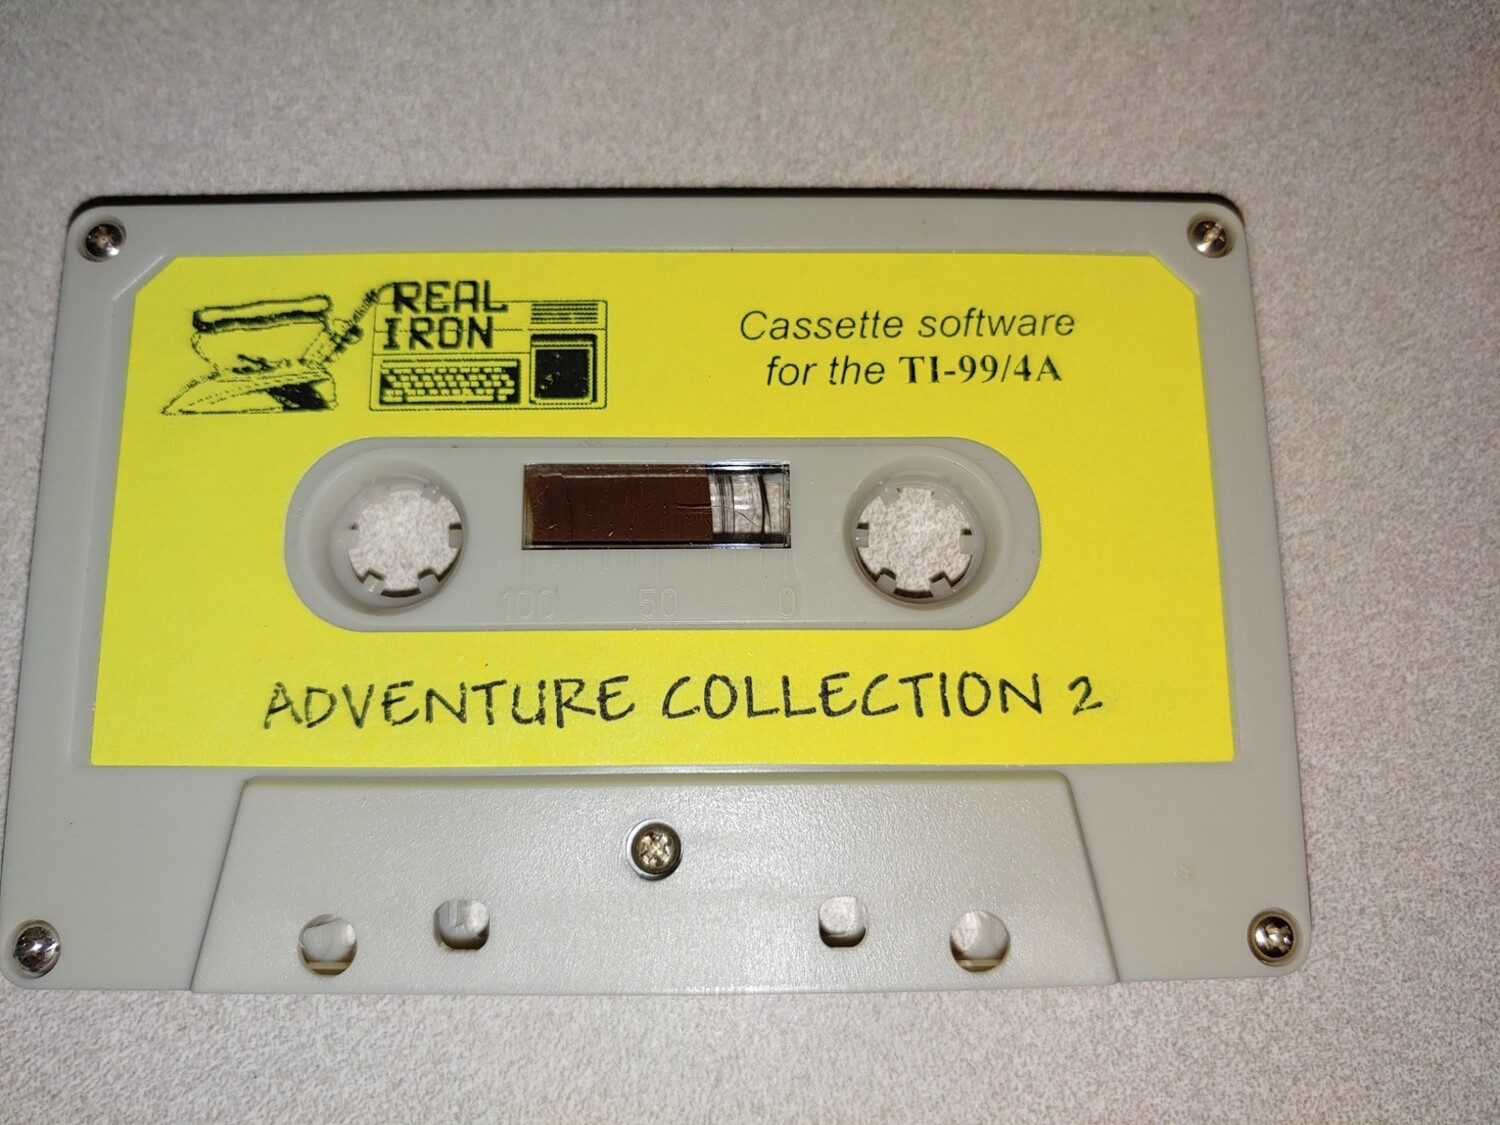 REAL
IRON
Cassette software
for the TI-99/4A
100 50 0
ADVENTURE COLLECTION 2